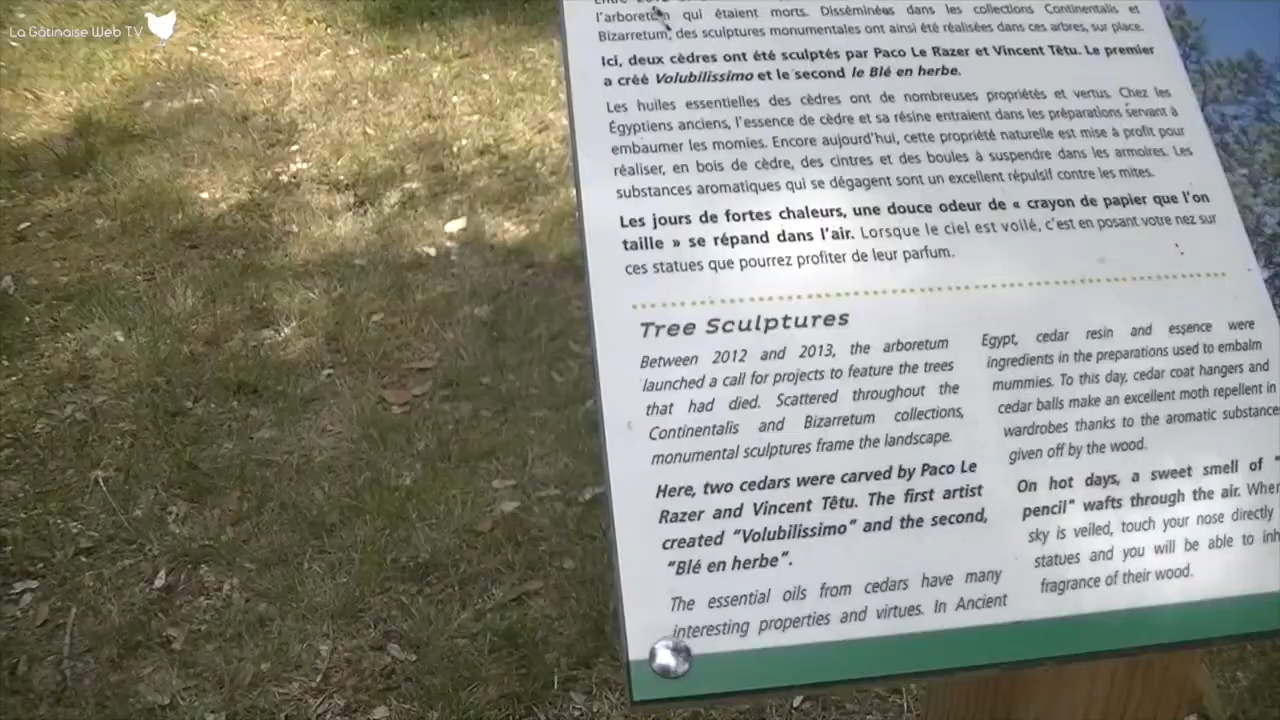 La Gâtinaise Web TV
l'arboretum qui étaient morts. Disséminées dans les collections Continentalis et
Bizarretum, des sculptures monumentales ont ainsi été réalisées dans ces arbres, sur place.
Ici, deux cèdres ont été sculptés par Paco Le Razer et Vincent Têtu. Le premier
a créé Volubilissimo et le second le Blé en herbe.
Les huiles essentielles des cèdres ont de nombreuses propriétés et vertus. Chez les
Égyptiens anciens, l'essence de cèdre et sa résine entraient dans les préparations servant à
embaumer les momies. Encore aujourd'hui, cette propriété naturelle est mise à profit pour
réaliser, en bois de cèdre, des cintres et des boules à suspendre dans les armoires. Les
substances aromatiques qui se dégagent sont un excellent répulsif contre les mites.
Les jours de fortes chaleurs, une douce odeur de « crayon de papier que l'on
taille » se répand dans l'air. Lorsque le ciel est voilé, c'est en posant votre nez sur
ces statues que pourrez profiter de leur parfum.
Tree Sculptures
Between 2012 and 2013, the arboretum
launched a call for projects to feature the trees
that had died. Scattered throughout the
Continentalis and Bizarretum collections,
monumental sculptures frame the landscape.
Here, two cedars were carved by Paco Le
Razer and Vincent Têtu. The first artist
created "Volubilissimo" and the second,
"Blé en herbe".
The essential oils from cedars have many
interesting properties and virtues. In Ancient
Egypt, cedar resin and essence were
ingredients in the preparations used to embalm
mummies. To this day, cedar coat hangers and
cedar balls make an excellent moth repellent in
wardrobes thanks to the aromatic substance
given off by the wood.
On hot days, a sweet smell of "
pencil" wafts through the air. When
sky is veiled, touch your nose directly
statues and you will be able to inh
fragrance of their wood.